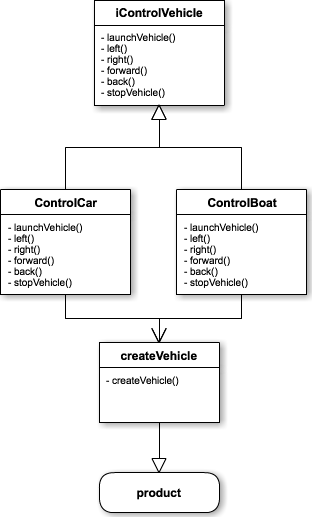 iControlVehicle
- launchVehicle()
- left()
- right()
- forward()
- back()
- stopVehicle()
ControlCar
- launchVehicle()
- left()
- right()
- forward()
- back()
- stopVehicle()
ControlBoat
- launchVehicle()
- left()
- right()
- forward()
- back()
- stopVehicle()
createVehicle
- createVehicle()
product